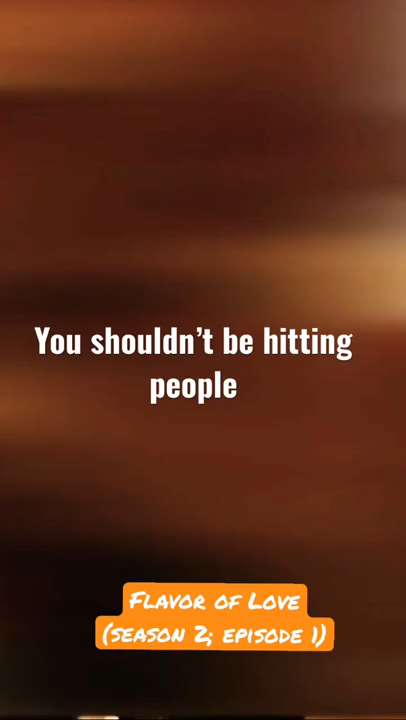 You shouldn’t be hitting
people
Flavor of Love
(season 2; episode 1)